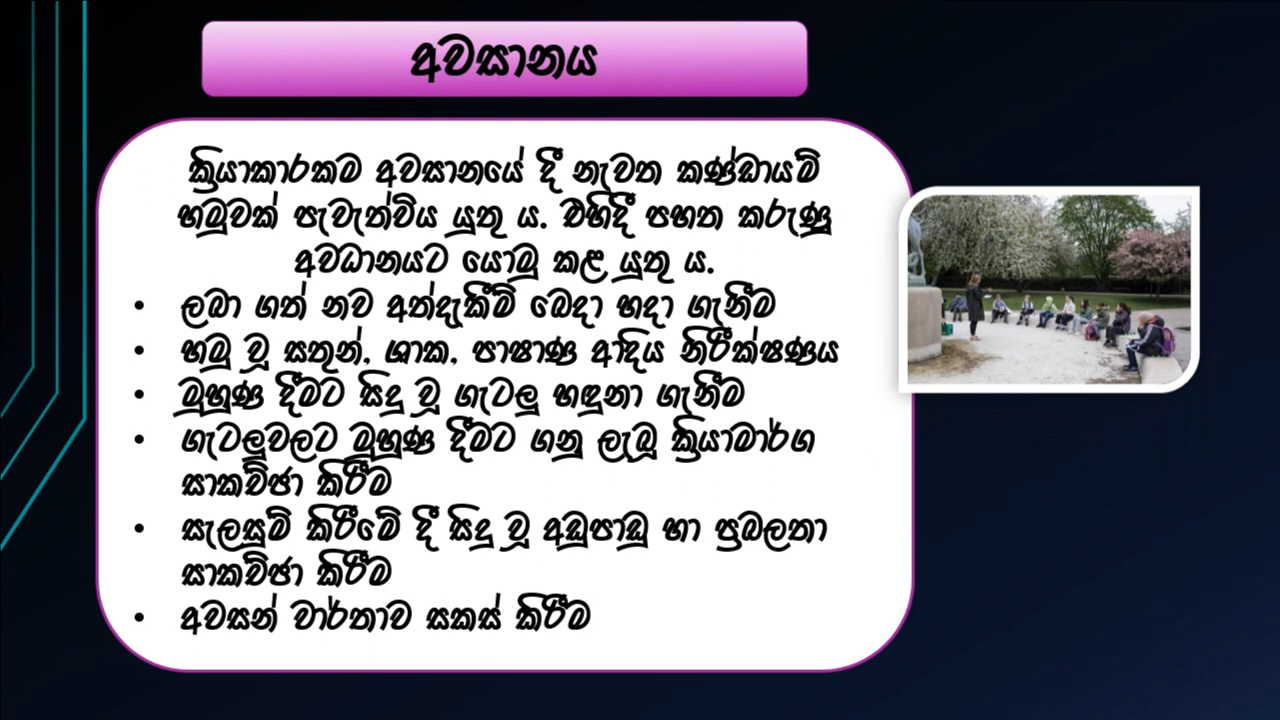 අවසානය
ක්‍රියාකාරකම අවසානයේ දී නැවත කණ්ඩායම්
හමුවක් පැවැත්විය යුතු ය. එහිදී පහත කරුණු
අවධානයට යොමු කළ යුතු ය.
• ලබා ගත් නව අත්දැකීම් බෙදා හදා ගැනීම
• හමු වූ සතුන්, ශාක, පාෂාණ ආදිය නිරීක්ෂණය
• මුහුණ දීමට සිදු වූ ගැටලු හඳුනා ගැනීම
• ගැටලුවලට මුහුණ දීමට ගනු ලැබූ ක්‍රියාමාර්ග
සාකච්ඡා කිරීම
• සැලසුම් කිරීමේ දී සිදු වූ අඩුපාඩු හා ප්‍රබලතා
සාකච්ඡා කිරීම
• අවසන් වාර්තාව සකස් කිරීම